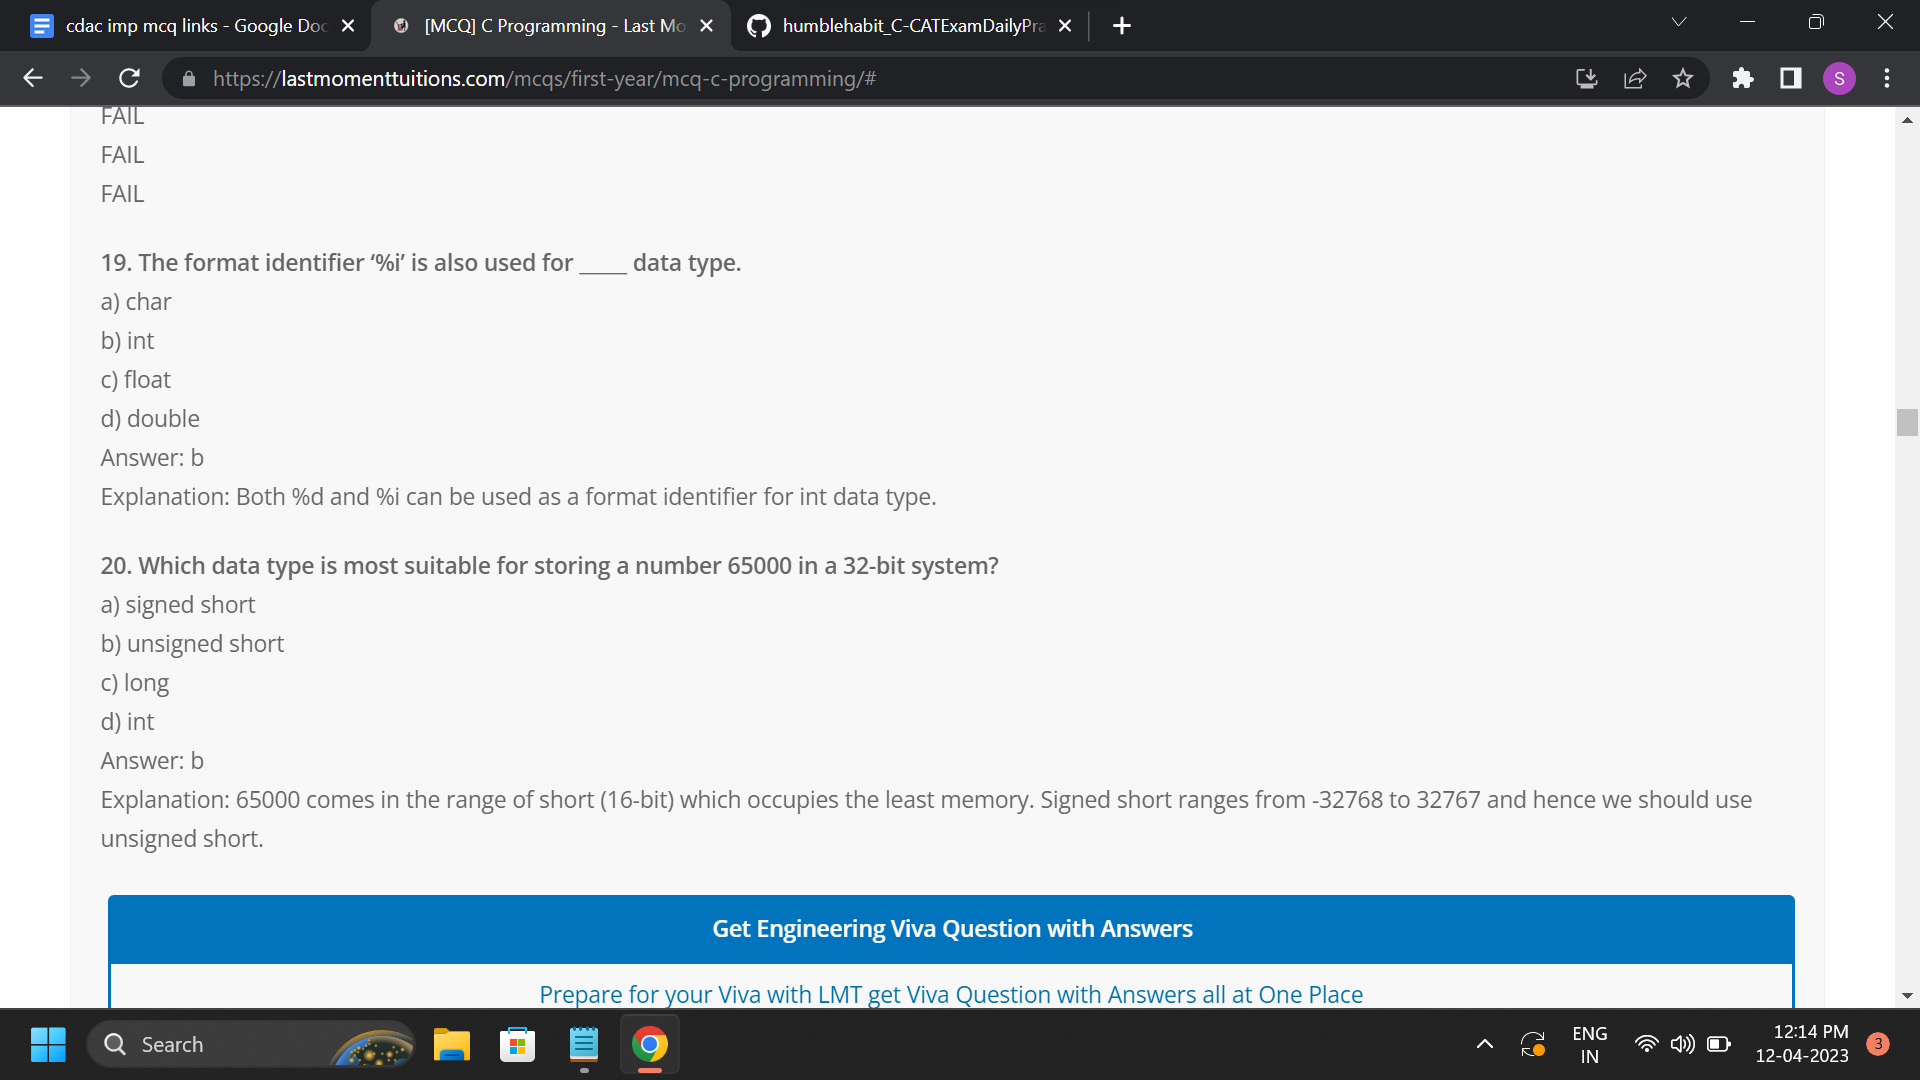 cdac imp mcq links - Google Doc
[MCQ] C Programming - Last Mo
humblehabit_C-CATExamDailyPra
https://lastmomenttuitions.com/mcqs/first-year/mcq-c-programming/#
S
FAIL
FAIL
FAIL
19. The format identifier ‘%i’ is also used for _____ data type.
a) char
b) int
c) float
d) double
Answer: b
Explanation: Both %d and %i can be used as a format identifier for int data type.
20. Which data type is most suitable for storing a number 65000 in a 32-bit system?
a) signed short
b) unsigned short
c) long
d) int
Answer: b
Explanation: 65000 comes in the range of short (16-bit) which occupies the least memory. Signed short ranges from -32768 to 32767 and hence we should use
unsigned short.
Get Engineering Viva Question with Answers
Prepare for your Viva with LMT get Viva Question with Answers all at One Place
Search
ENG
IN
12:14 PM
12-04-2023
3